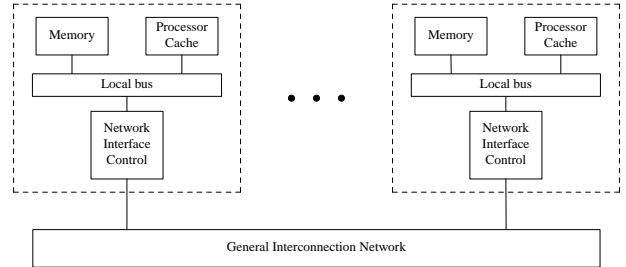 Memory
Processor
Cache
Local bus
Network
Interface
Control
Memory
Processor
Cache
Local bus
Network
Interface
Control
General Interconnection Network